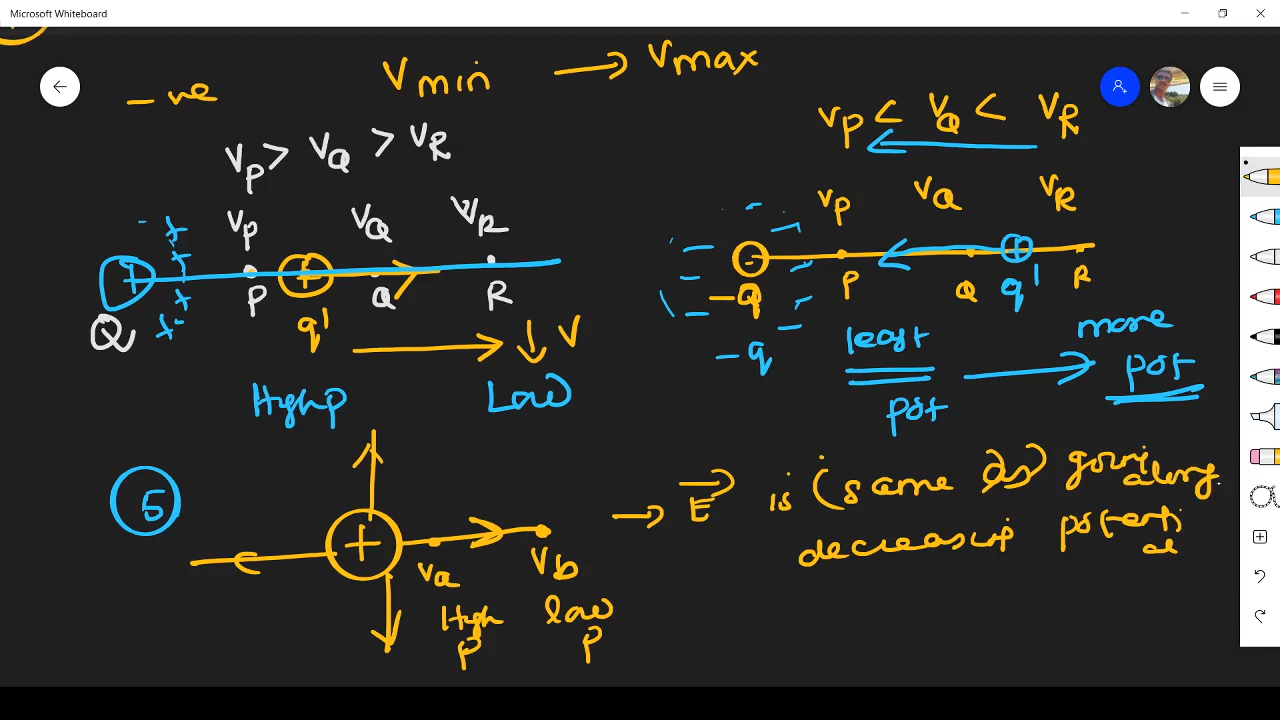 Microsoft Whiteboard
- ve
Vmin → Vmax
VP > VQ > VR
VP < VQ < VR
VP VQ VR
+ + + + +
P Q R
Q q'
→ ↓ V
High P Low
VP VQ VR
- +
P Q q' R
-Q
-q
least → more
pot pot
5
+
Va Vb
High low
P P
→ E is (same as) going along
decreasing potential